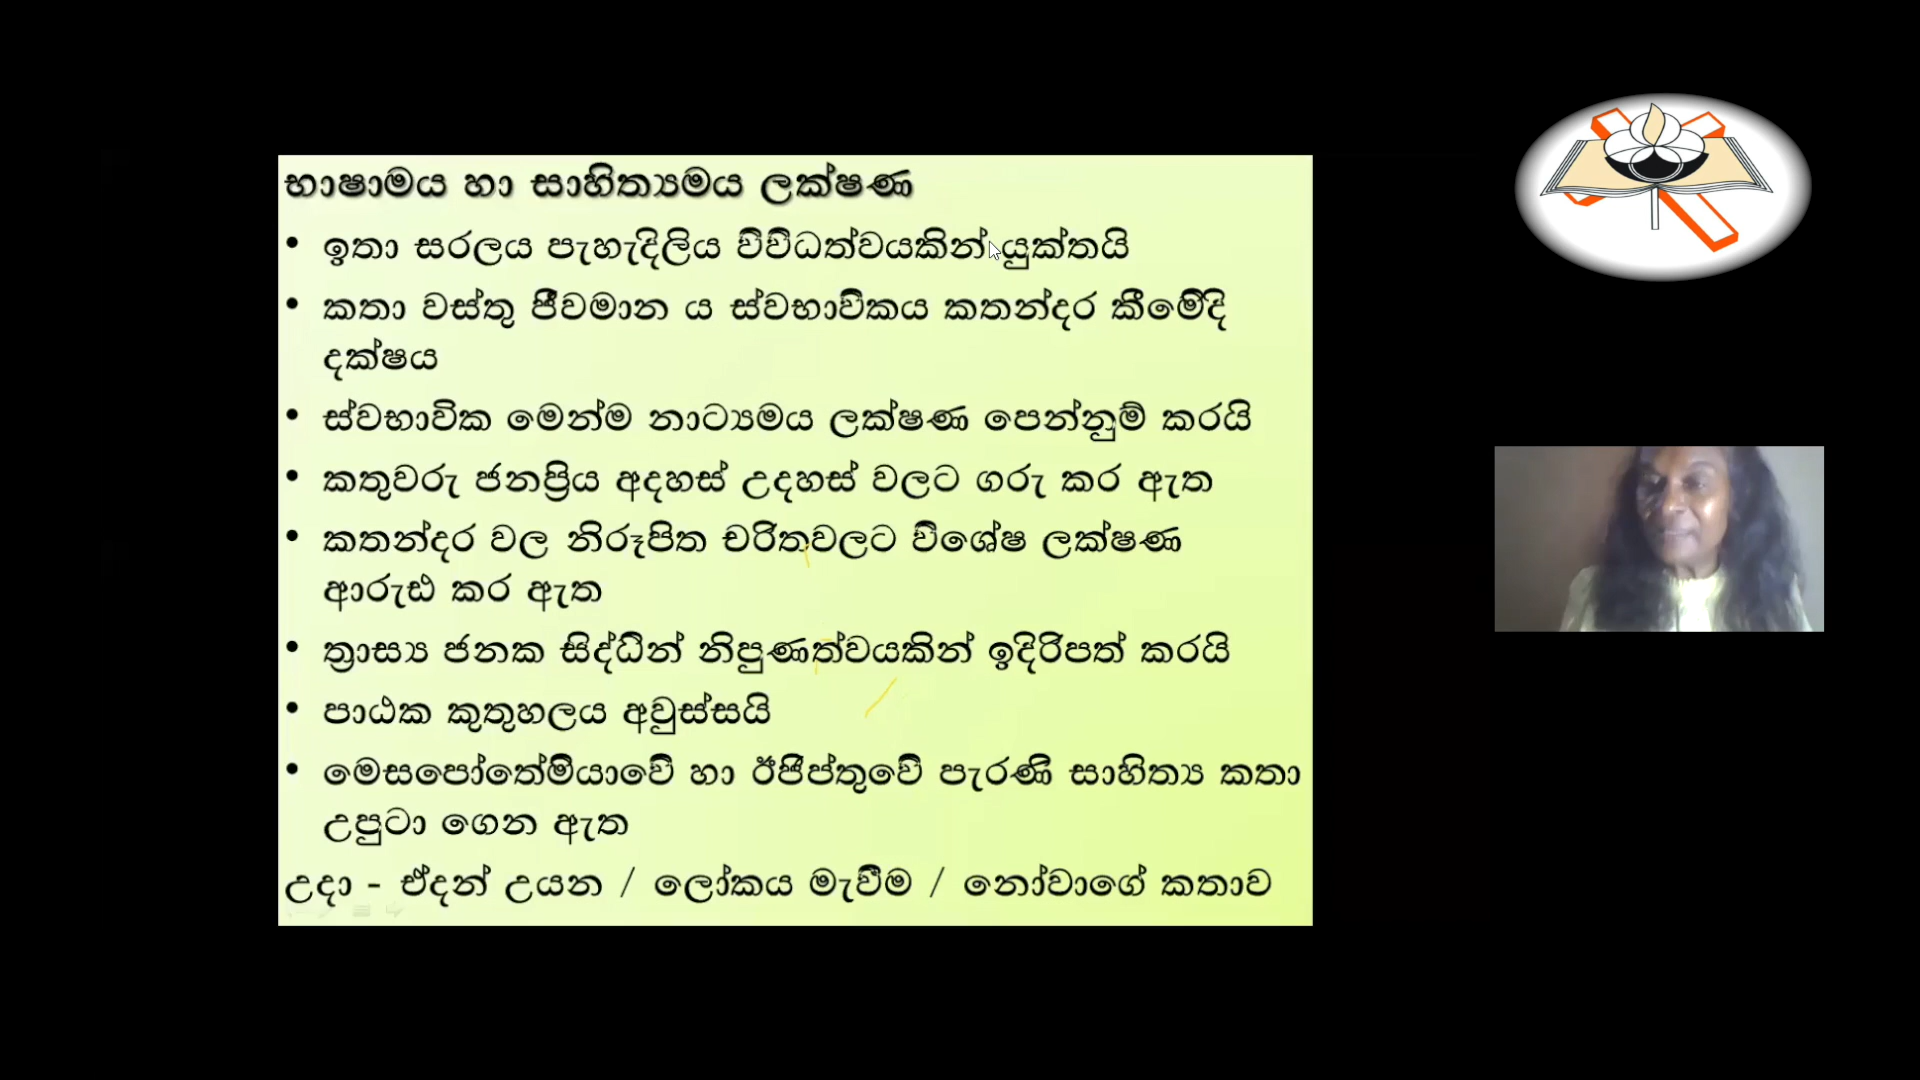 භාෂාමය හා සාහිත්‍යමය ලක්ෂණ
• ඉතා සරලය පැහැදිලිය විවිධත්වයකින් යුක්තයි
• කතා වස්තු ජීවමාන ය ස්වභාවිකය කතන්දර කීමේදි
දක්ෂය
• ස්වභාවික මෙන්ම නාට්‍යමය ලක්ෂණ පෙන්නුම් කරයි
• කතුවරු ජනප්‍රිය අදහස් උදහස් වලට ගරු කර ඇත
• කතන්දර වල නිරූපිත චරිතවලට විශේෂ ලක්ෂණ
ආරුඪ කර ඇත
• ත්‍රාස්‍ය ජනක සිද්ධීන් නිපුණත්වයකින් ඉදිරිපත් කරයි
• පාඨක කුතුහලය අවුස්සයි
• මෙසපෝතේමියාවේ හා ඊජිප්තුවේ පැරණි සාහිත්‍ය කතා
උපුටා ගෙන ඇත
උදා - ඒදන් උයන / ලෝකය මැවීම / නෝවාගේ කතාව